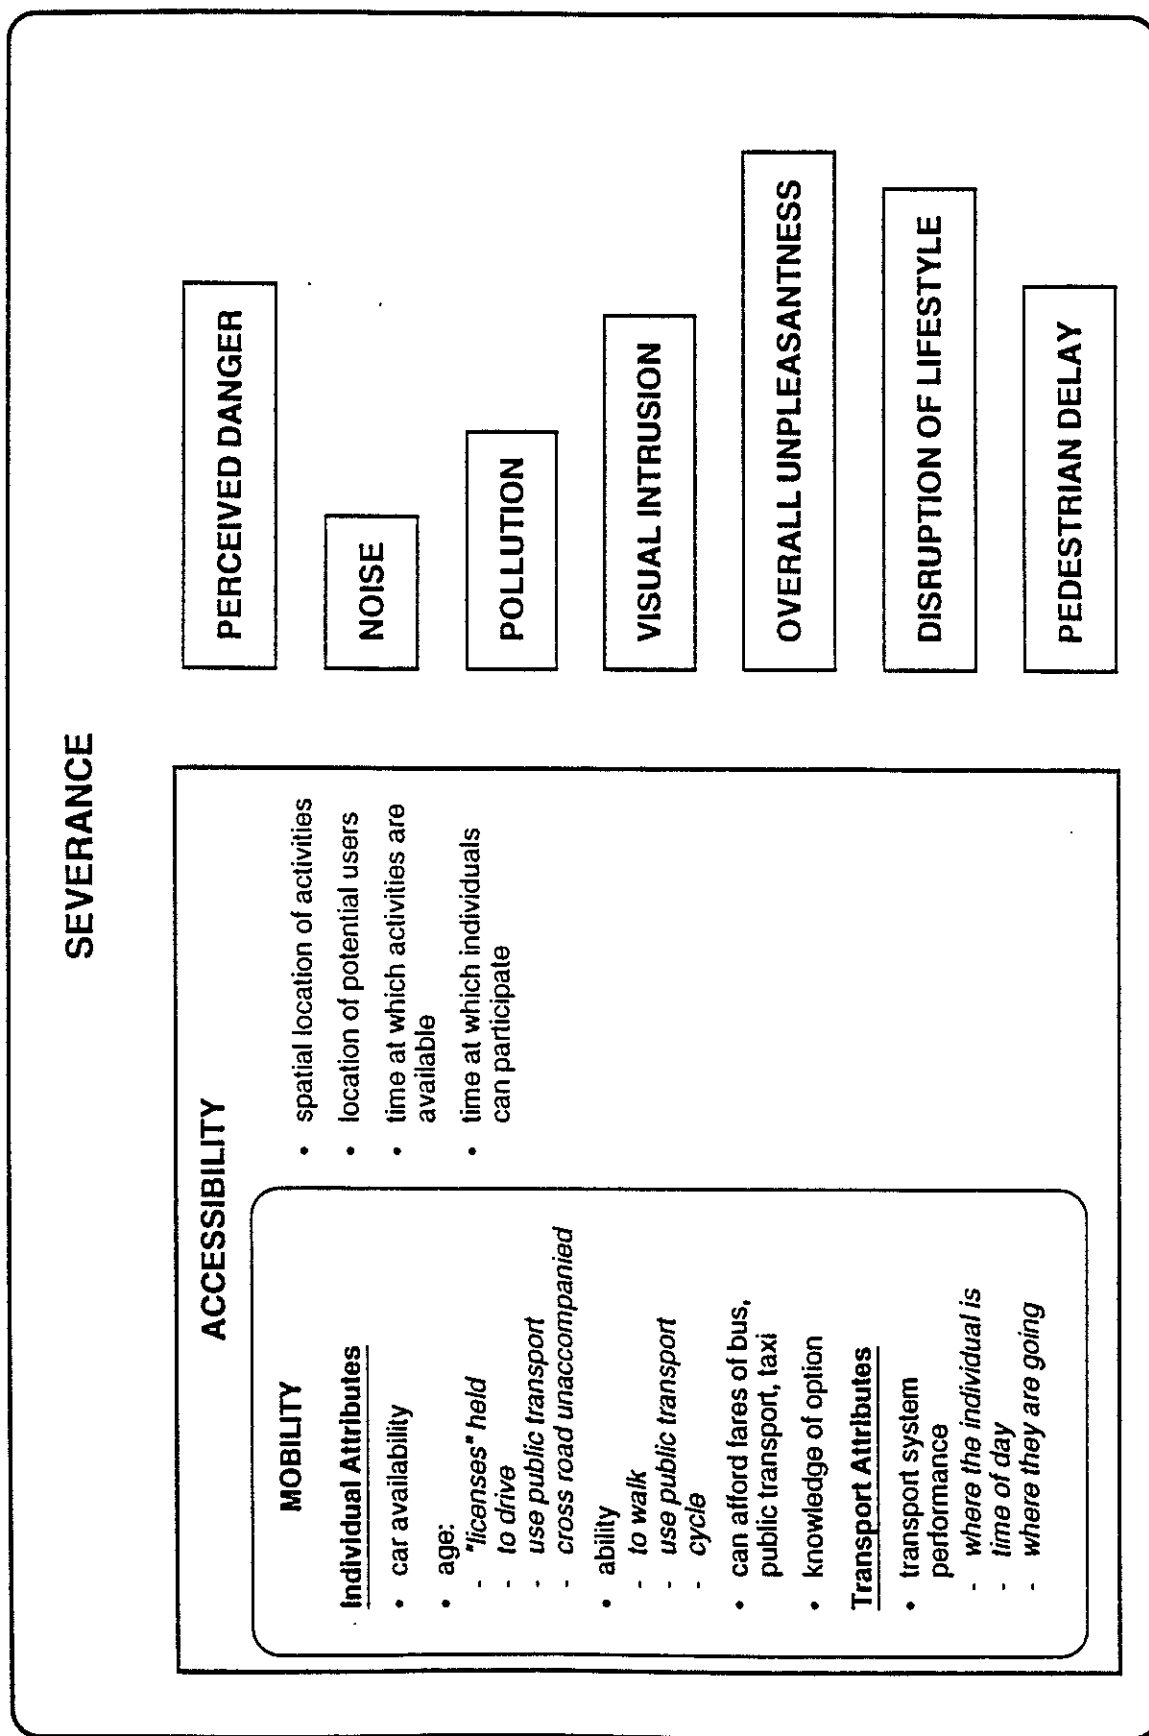 SEVERANCE
ACCESSIBILITY
MOBILITY
Individual Attributes
• car availability
• age:
- "licenses" held
- to drive
- use public transport
- cross road unaccompanied
• ability
- to walk
- use public transport
- cycle
• can afford fares of bus,
public transport, taxi
• knowledge of option
Transport Attributes
• transport system
performance
- where the individual is
- time of day
- where they are going
• spatial location of activities
• location of potential users
• time at which activities are
available
• time at which individuals
can participate
PERCEIVED DANGER
NOISE
POLLUTION
VISUAL INTRUSION
OVERALL UNPLEASANTNESS
DISRUPTION OF LIFESTYLE
PEDESTRIAN DELAY